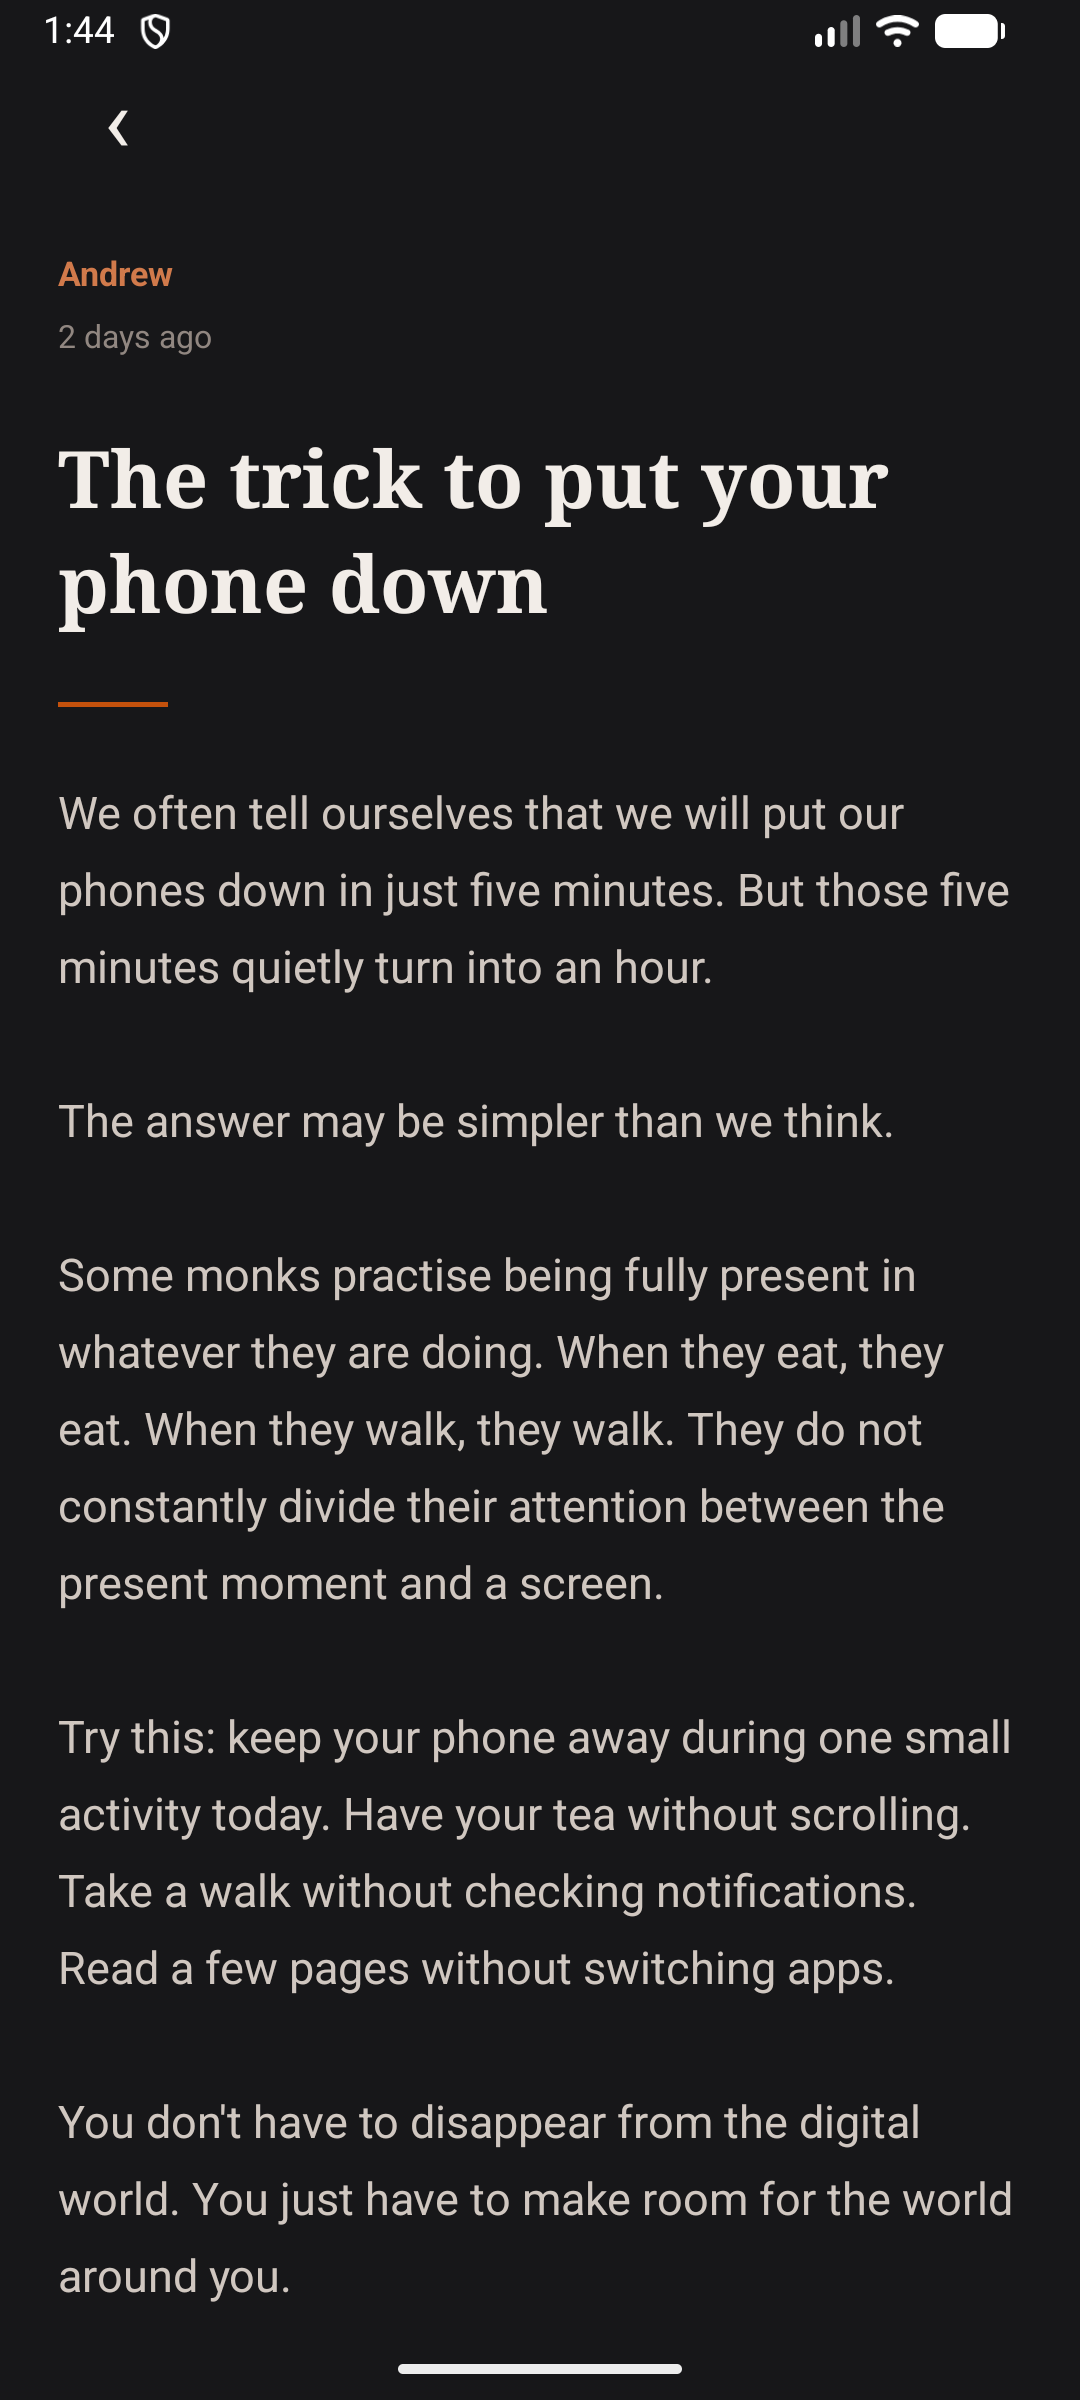 1:44
Andrew
2 days ago
The trick to put your
phone down
We often tell ourselves that we will put our
phones down in just five minutes. But those five
minutes quietly turn into an hour.
The answer may be simpler than we think.
Some monks practise being fully present in
whatever they are doing. When they eat, they
eat. When they walk, they walk. They do not
constantly divide their attention between the
present moment and a screen.
Try this: keep your phone away during one small
activity today. Have your tea without scrolling.
Take a walk without checking notifications.
Read a few pages without switching apps.
You don't have to disappear from the digital
world. You just have to make room for the world
around you.